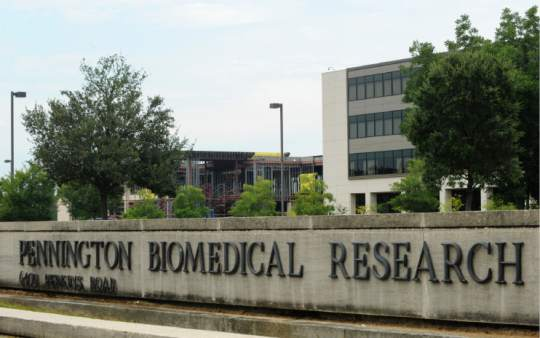 PENNINGTON BIOMEDICAL RESEARCH
6400 PERKINS ROAD